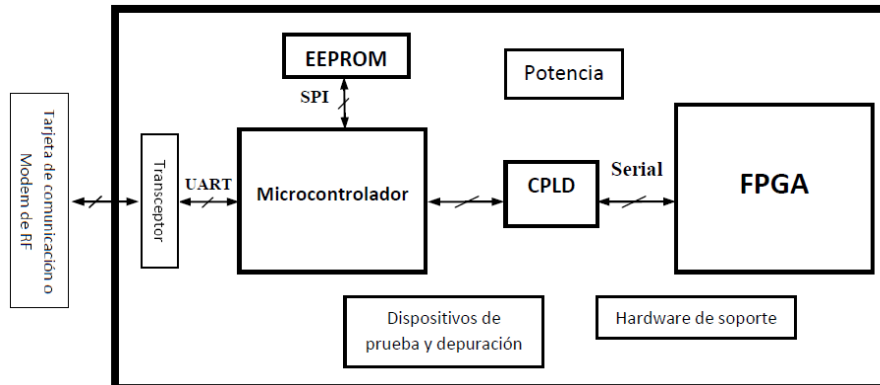 EEPROM
Potencia
SPI
Tarjeta de comunicación o
Modem de RF
Transceptor
UART
Microcontrolador
CPLD
Serial
FPGA
Dispositivos de
prueba y depuración
Hardware de soporte